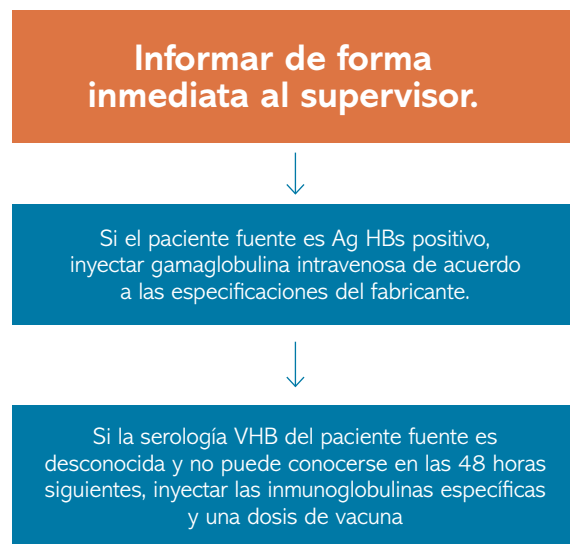 Informar de forma
inmediata al supervisor.
Si el paciente fuente es Ag HBs positivo,
inyectar gamaglobulina intravenosa de acuerdo
a las especificaciones del fabricante.
Si la serología VHB del paciente fuente es
desconocida y no puede conocerse en las 48 horas
siguientes, inyectar las inmunoglobulinas específicas
y una dosis de vacuna